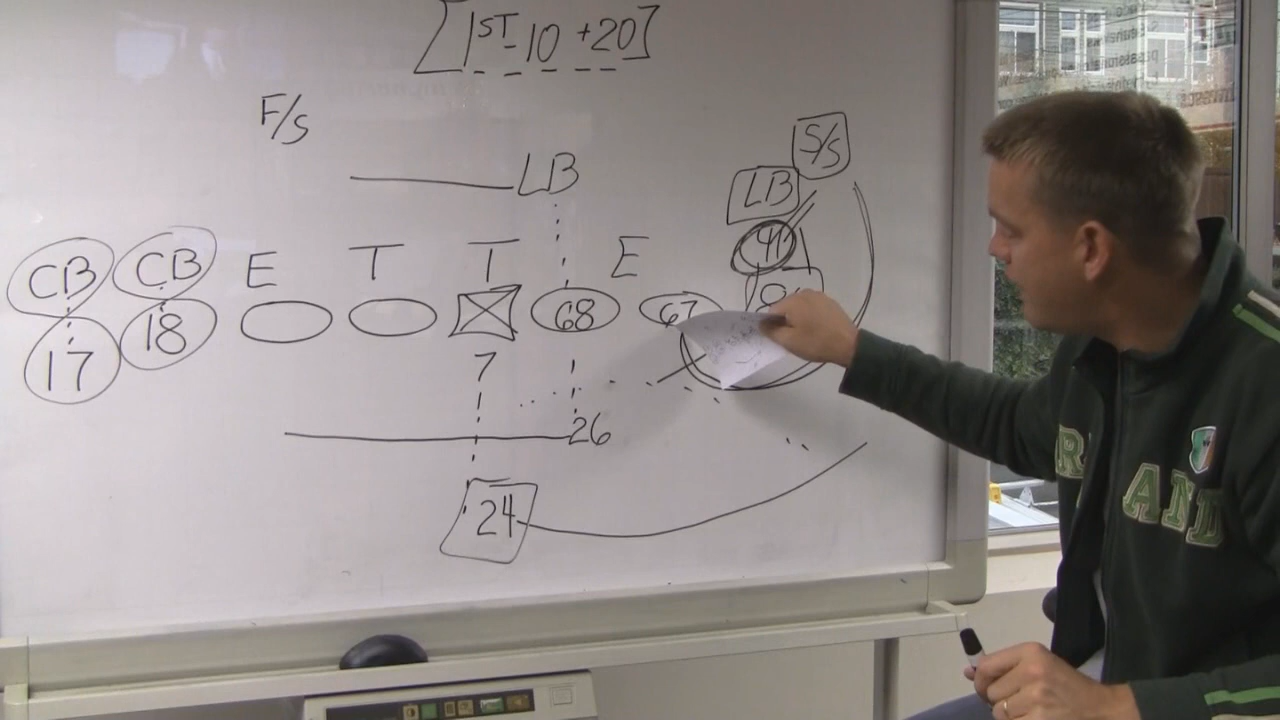 1ST-10 +20
F/S
S/S
LB
LB
CB CB E T T E 41
17 18 68 67
7
26
24